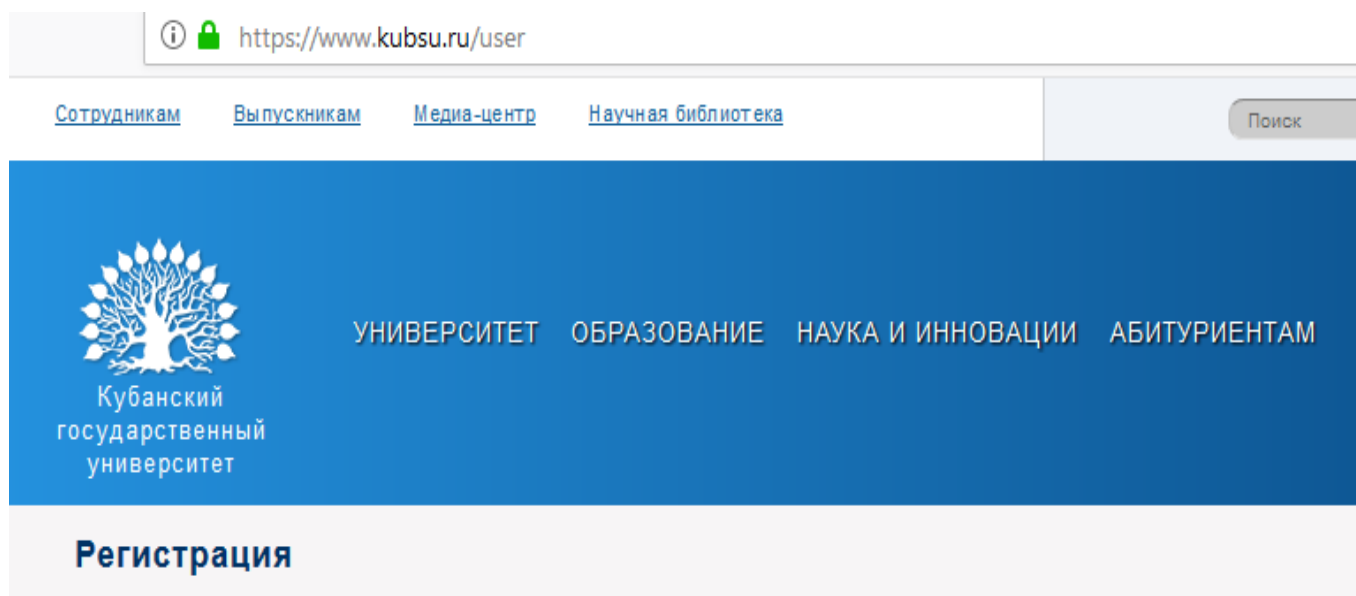 https://www.kubsu.ru/user
Сотрудникам Выпускникам Медиа-центр Научная библиотека Поиск
УНИВЕРСИТЕТ ОБРАЗОВАНИЕ НАУКА И ИННОВАЦИИ АБИТУРИЕНТАМ
Кубанский
государственный
университет
Регистрация